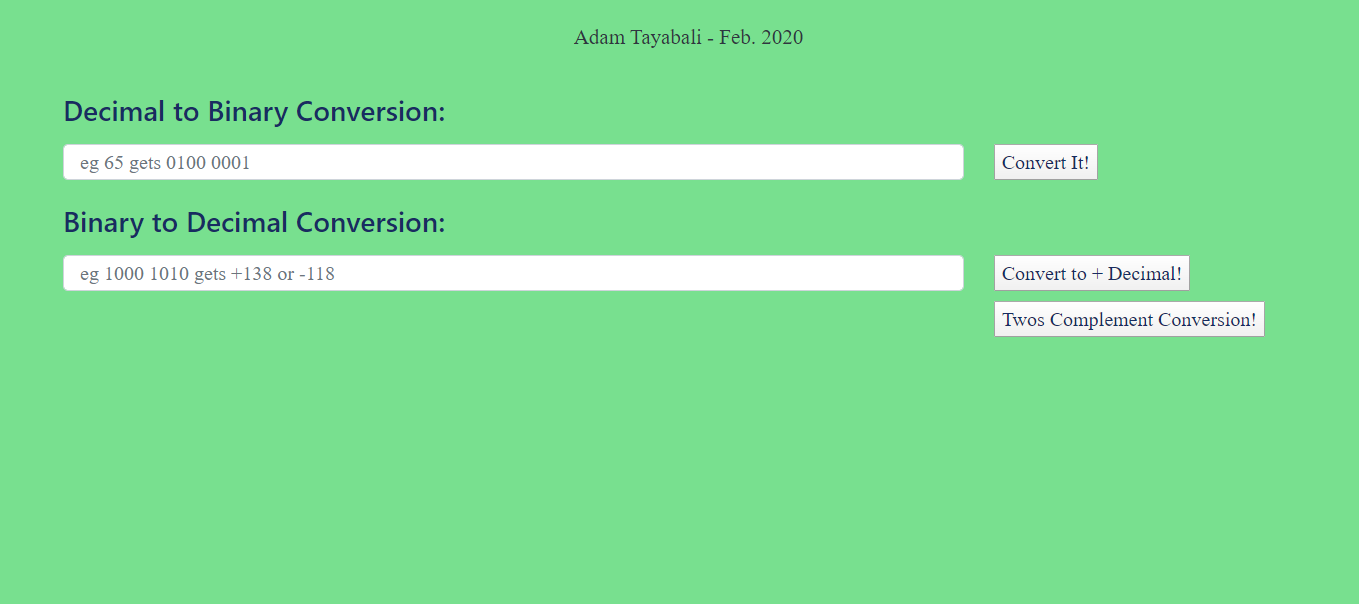 Adam Tayabali - Feb. 2020
Decimal to Binary Conversion:
eg 65 gets 0100 0001
Convert It!
Binary to Decimal Conversion:
eg 1000 1010 gets +138 or -118
Convert to + Decimal!
Twos Complement Conversion!